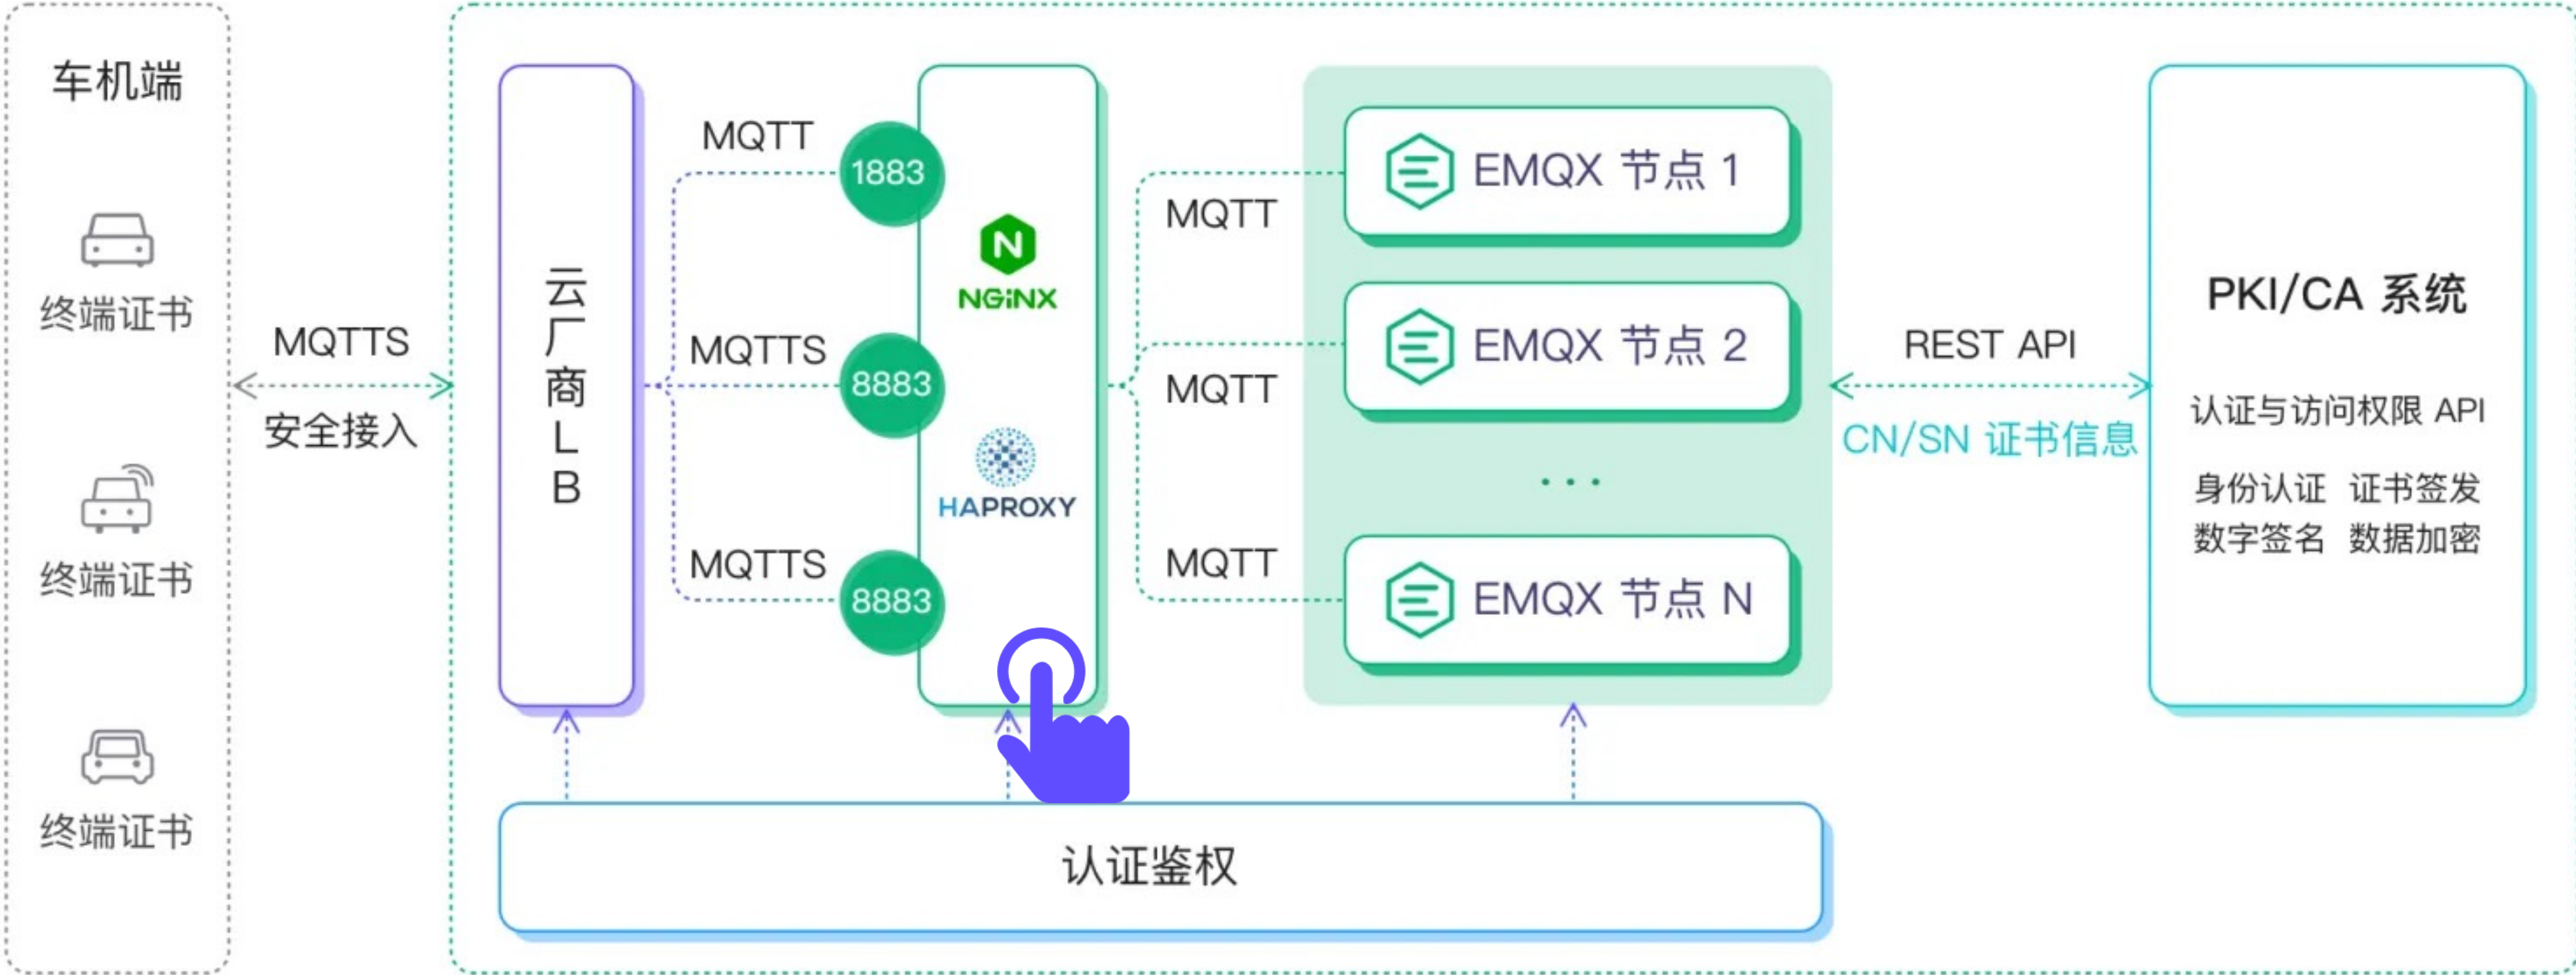 车机端
终端证书
终端证书
终端证书
MQTTS
安全接入
云厂商LB
MQTT
1883
MQTTS
8883
MQTTS
8883
NGiNX
HAPROXY
MQTT
MQTT
MQTT
EMQX 节点 1
EMQX 节点 2
...
EMQX 节点 N
REST API
CN/SN 证书信息
PKI/CA 系统
认证与访问权限 API
身份认证 证书签发
数字签名 数据加密
认证鉴权